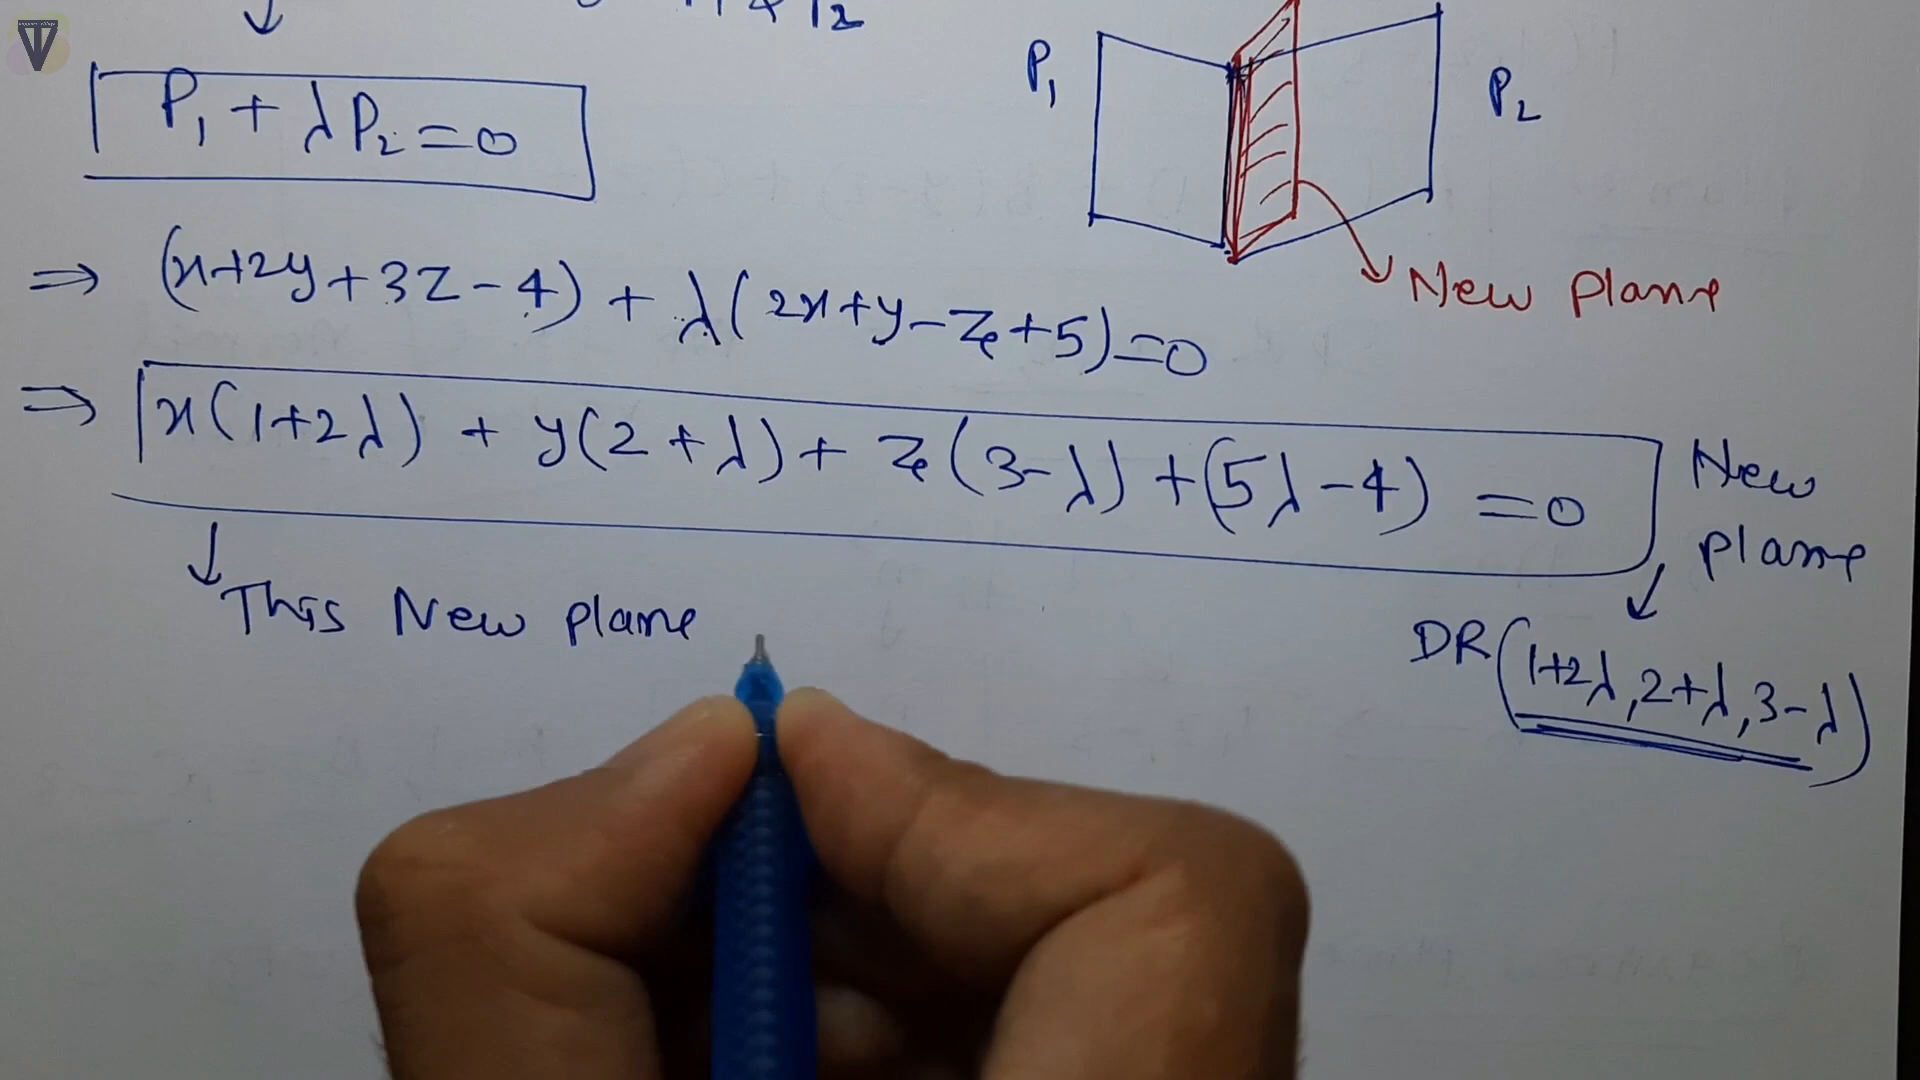 P₁ + λP₂ = 0
P₁
P₂
New plane
⇒ (x+2y+3z-4) + λ(2x+y-z+5)=0
⇒ x(1+2λ) + y(2+λ) + z(3-λ) + (5λ-4) = 0
New
plane
This New plane
DR(1+2λ, 2+λ, 3-λ)